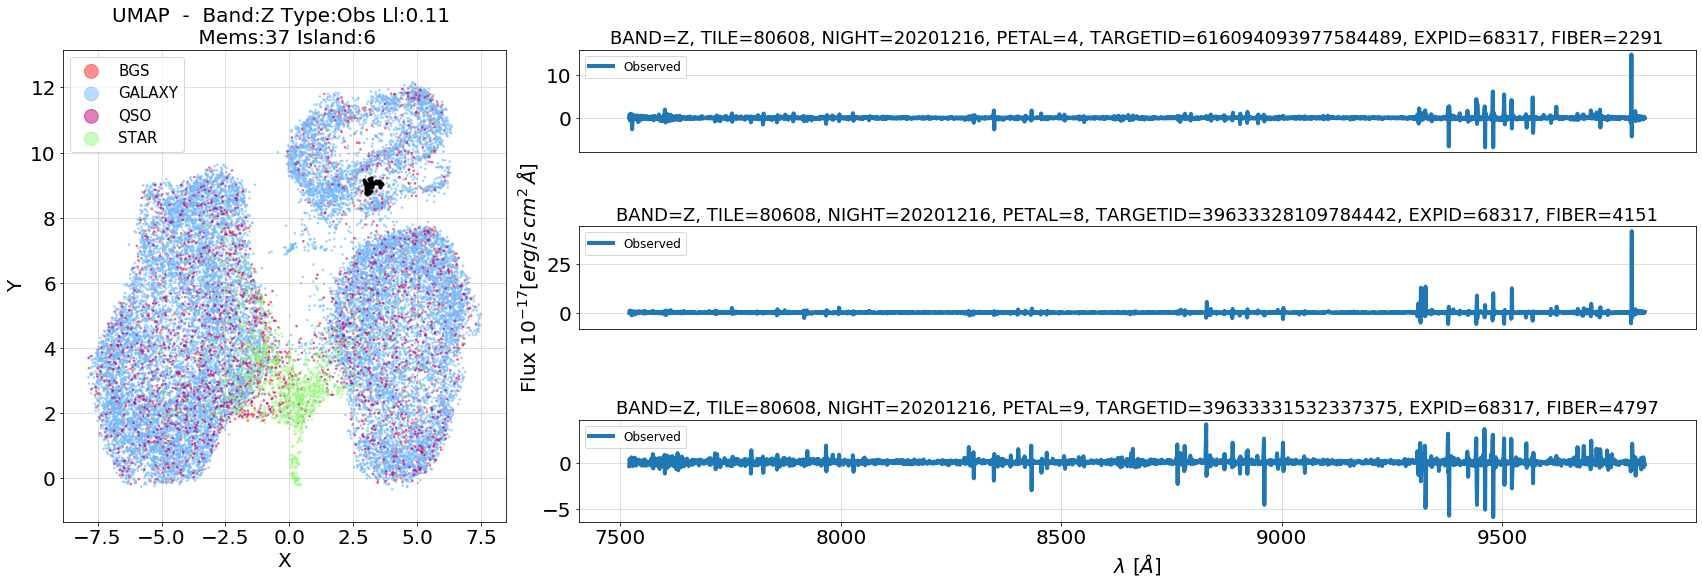 UMAP - Band:Z Type:Obs Ll:0.11
Mems:37 Island:6
BGS
GALAXY
QSO
STAR
12
10
8
6
4
2
0
Y
−7.5 −5.0 −2.5 0.0 2.5 5.0 7.5
X
Flux 10⁻¹⁷[erg/s cm² Å]
BAND=Z, TILE=80608, NIGHT=20201216, PETAL=4, TARGETID=616094093977584489, EXPID=68317, FIBER=2291
Observed
10
0
BAND=Z, TILE=80608, NIGHT=20201216, PETAL=8, TARGETID=39633328109784442, EXPID=68317, FIBER=4151
Observed
25
0
BAND=Z, TILE=80608, NIGHT=20201216, PETAL=9, TARGETID=39633331532337375, EXPID=68317, FIBER=4797
Observed
0
−5
7500 8000 8500 9000 9500
λ [Å]